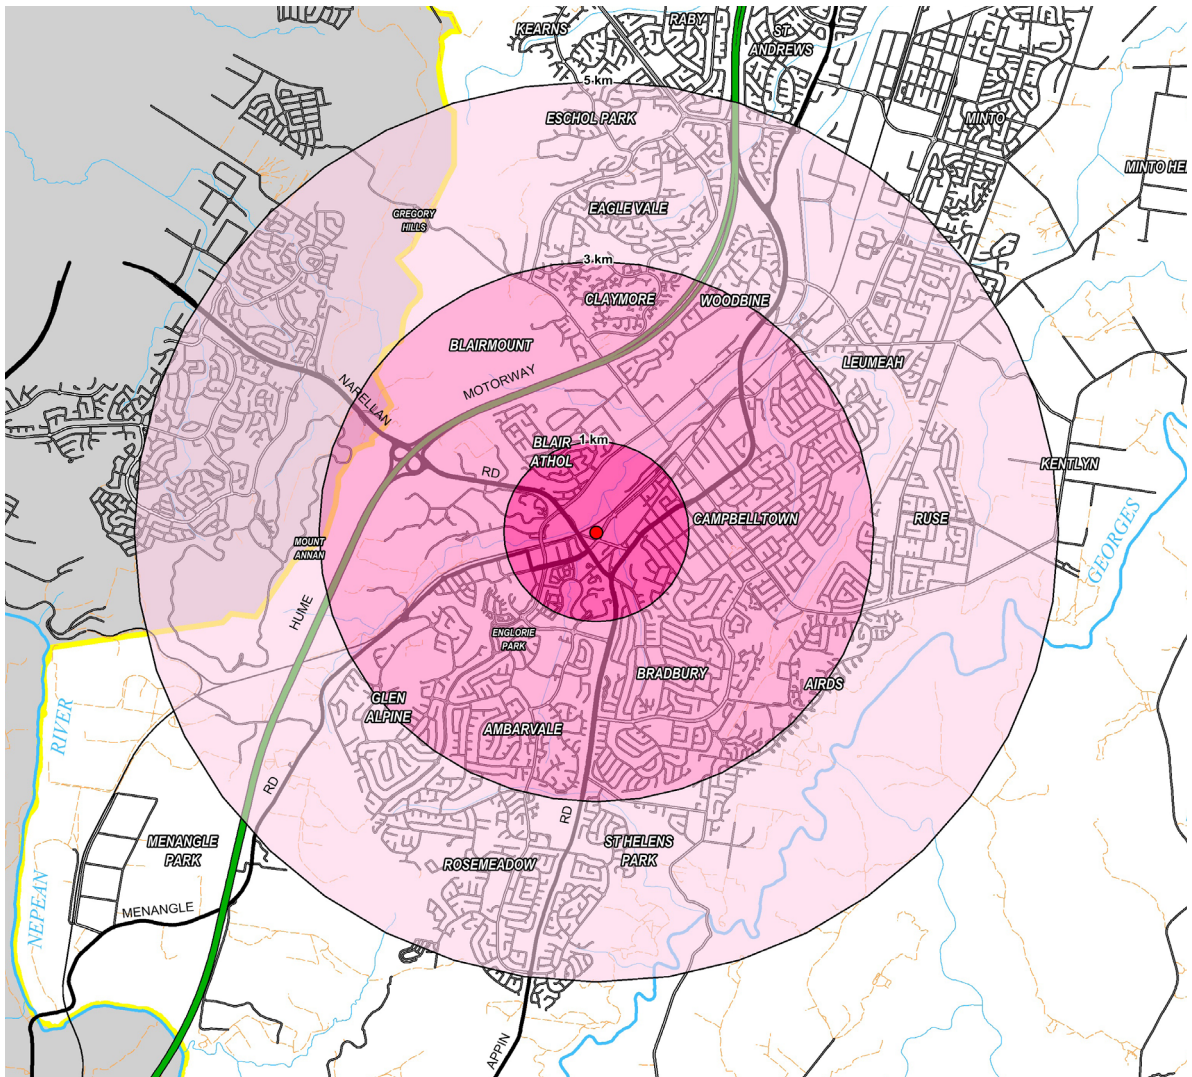 KEARNS
RABY
ST
ANDREWS
5 km
ESCHOL PARK
MINTO
MINTO HEI
EAGLE VALE
GREGORY
HILLS
3 km
CLAYMORE
WOODBINE
BLAIRMOUNT
LEUMEAH
MOTORWAY
NARELLAN
RD
1 km
BLAIR
ATHOL
KENTLYN
CAMPBELLTOWN
RUSE
GEORGES
MOUNT
ANNAN
HUME
ENGLORIE
PARK
BRADBURY
AIRDS
GLEN
ALPINE
AMBARVALE
RIVER
RD
RD
MENANGLE
PARK
ST HELENS
PARK
ROSEMEADOW
NEPEAN
MENANGLE
APPIN